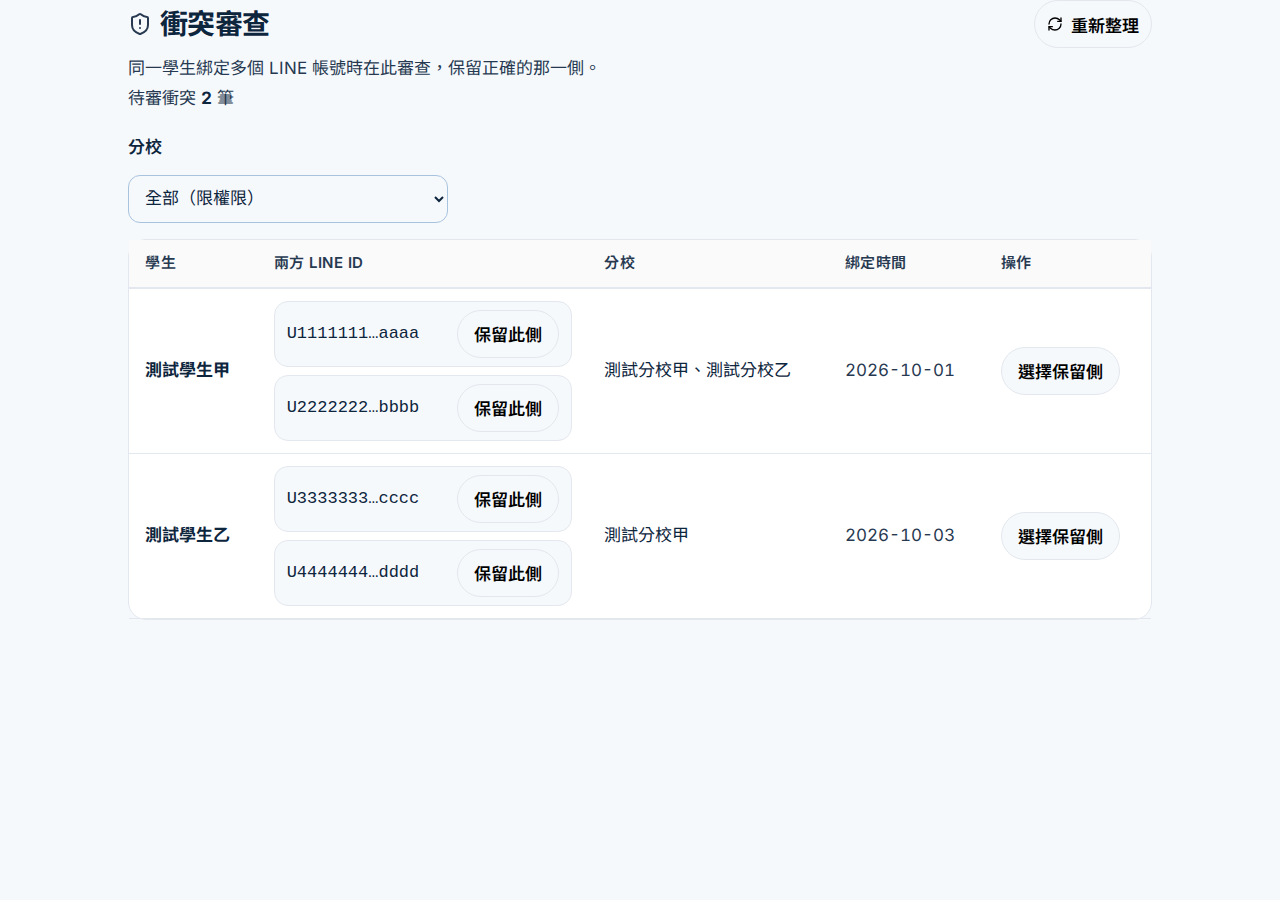 衝突審查
重新整理
同一學生綁定多個 LINE 帳號時在此審查，保留正確的那一側。
待審衝突 2 筆
分校
全部（限權限）
學生 兩方 LINE ID 分校 綁定時間 操作
測試學生甲
U1111111…aaaa 保留此側
U2222222…bbbb 保留此側
測試分校甲、測試分校乙
2026-10-01
選擇保留側
測試學生乙
U3333333…cccc 保留此側
U4444444…dddd 保留此側
測試分校甲
2026-10-03
選擇保留側